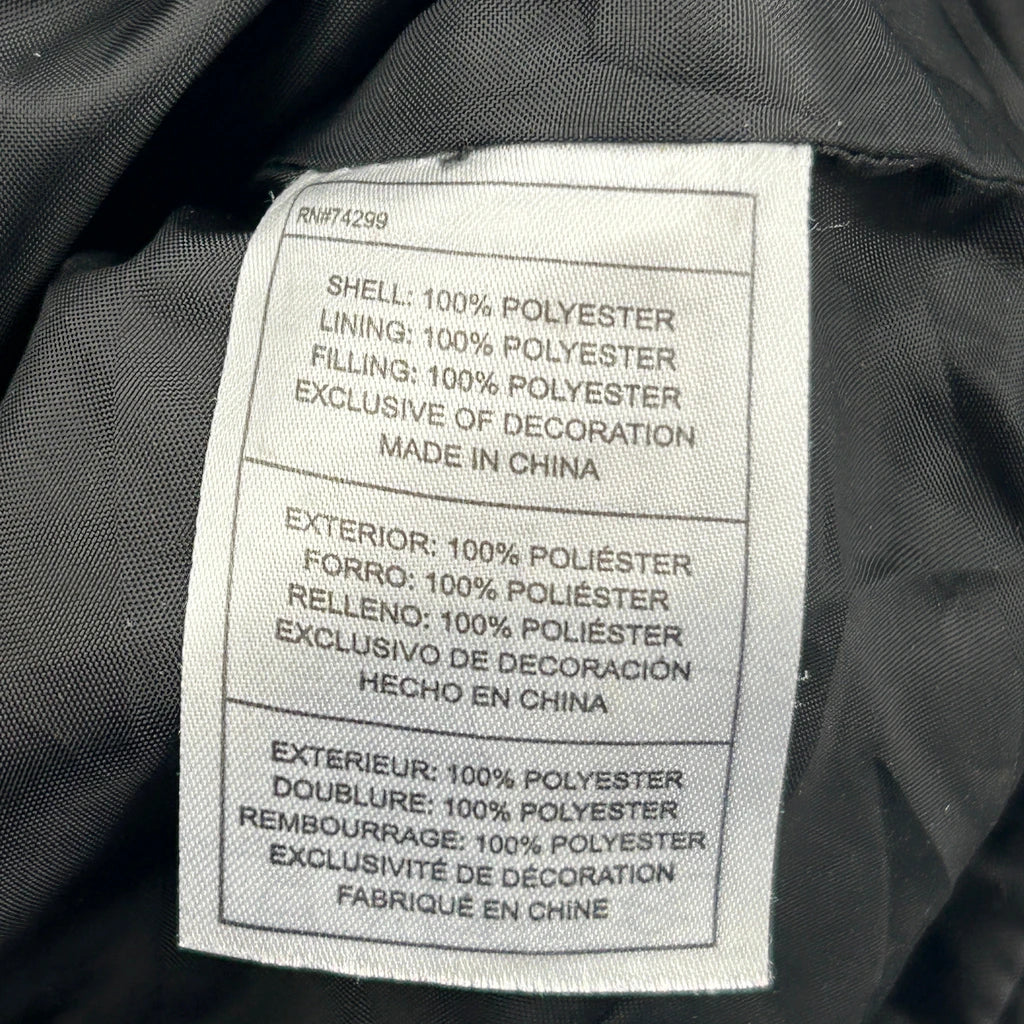 RN#74299
SHELL: 100% POLYESTER
LINING: 100% POLYESTER
FILLING: 100% POLYESTER
EXCLUSIVE OF DECORATION
MADE IN CHINA
EXTERIOR: 100% POLIÉSTER
FORRO: 100% POLIÉSTER
RELLENO: 100% POLIÉSTER
EXCLUSIVO DE DECORACIÓN
HECHO EN CHINA
EXTERIEUR: 100% POLYESTER
DOUBLURE: 100% POLYESTER
REMBOURRAGE: 100% POLYESTER
EXCLUSIVITÉ DE DÉCORATION
FABRIQUÉ EN CHINE